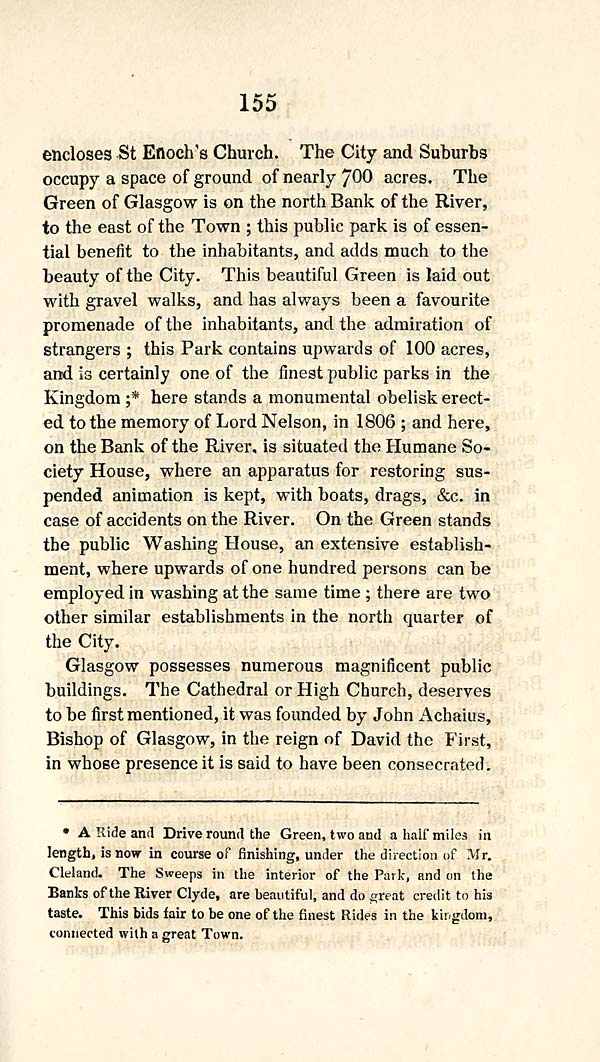 155
encloses St Enoch's Church. The City and Suburbs
occupy a space of ground of nearly 700 acres. The
Green of Glasgow is on the north Bank of the River,
to the east of the Town ; this public park is of essen-
tial benefit to the inhabitants, and adds much to the
beauty of the City. This beautiful Green is laid out
with gravel walks, and has always been a favourite
promenade of the inhabitants, and the admiration of
strangers ; this Park contains upwards of 100 acres,
and is certainly one of the finest public parks in the
Kingdom ;* here stands a monumental obelisk erect-
ed to the memory of Lord Nelson, in 1806 ; and here,
on the Bank of the River, is situated the Humane So-
ciety House, where an apparatus for restoring sus-
pended animation is kept, with boats, drags, &c. in
case of accidents on the River. On the Green stands
the public Washing House, an extensive establish-
ment, where upwards of one hundred persons can be
employed in washing at the same time ; there are two
other similar establishments in the north quarter of
the City.
Glasgow possesses numerous magnificent public
buildings. The Cathedral or High Church, deserves
to be first mentioned, it was founded by John Achaius,
Bishop of Glasgow, in the reign of David the First,
in whose presence it is said to have been consecrated.
* A Ride and Drive round the Green, two and a half miles in
length, is now in course of finishing, under the direction of Mr.
Cleland. The Sweeps in the interior of the Park, and on the
Banks of the River Clyde, are beautiful, and do great credit to his
taste. This bids fair to be one of the finest Rides in the kingdom,
connected with a great Town.